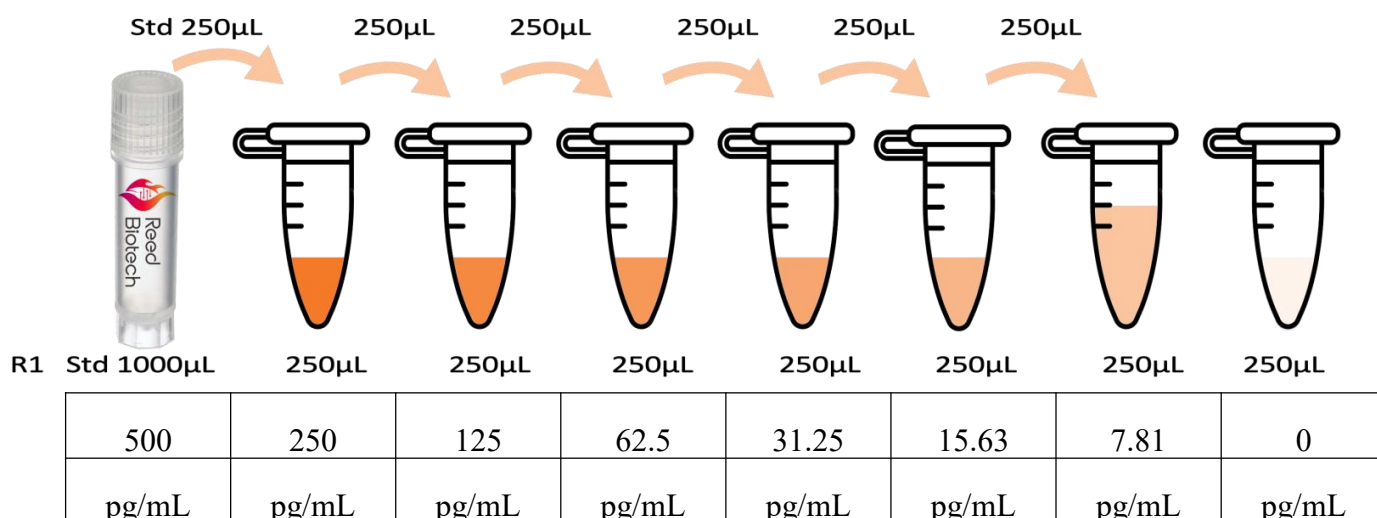 Std 250µL 250µL 250µL 250µL 250µL 250µL
Reed
Biotech
R1 Std 1000µL 250µL 250µL 250µL 250µL 250µL 250µL 250µL
500 250 125 62.5 31.25 15.63 7.81 0
pg/mL pg/mL pg/mL pg/mL pg/mL pg/mL pg/mL pg/mL